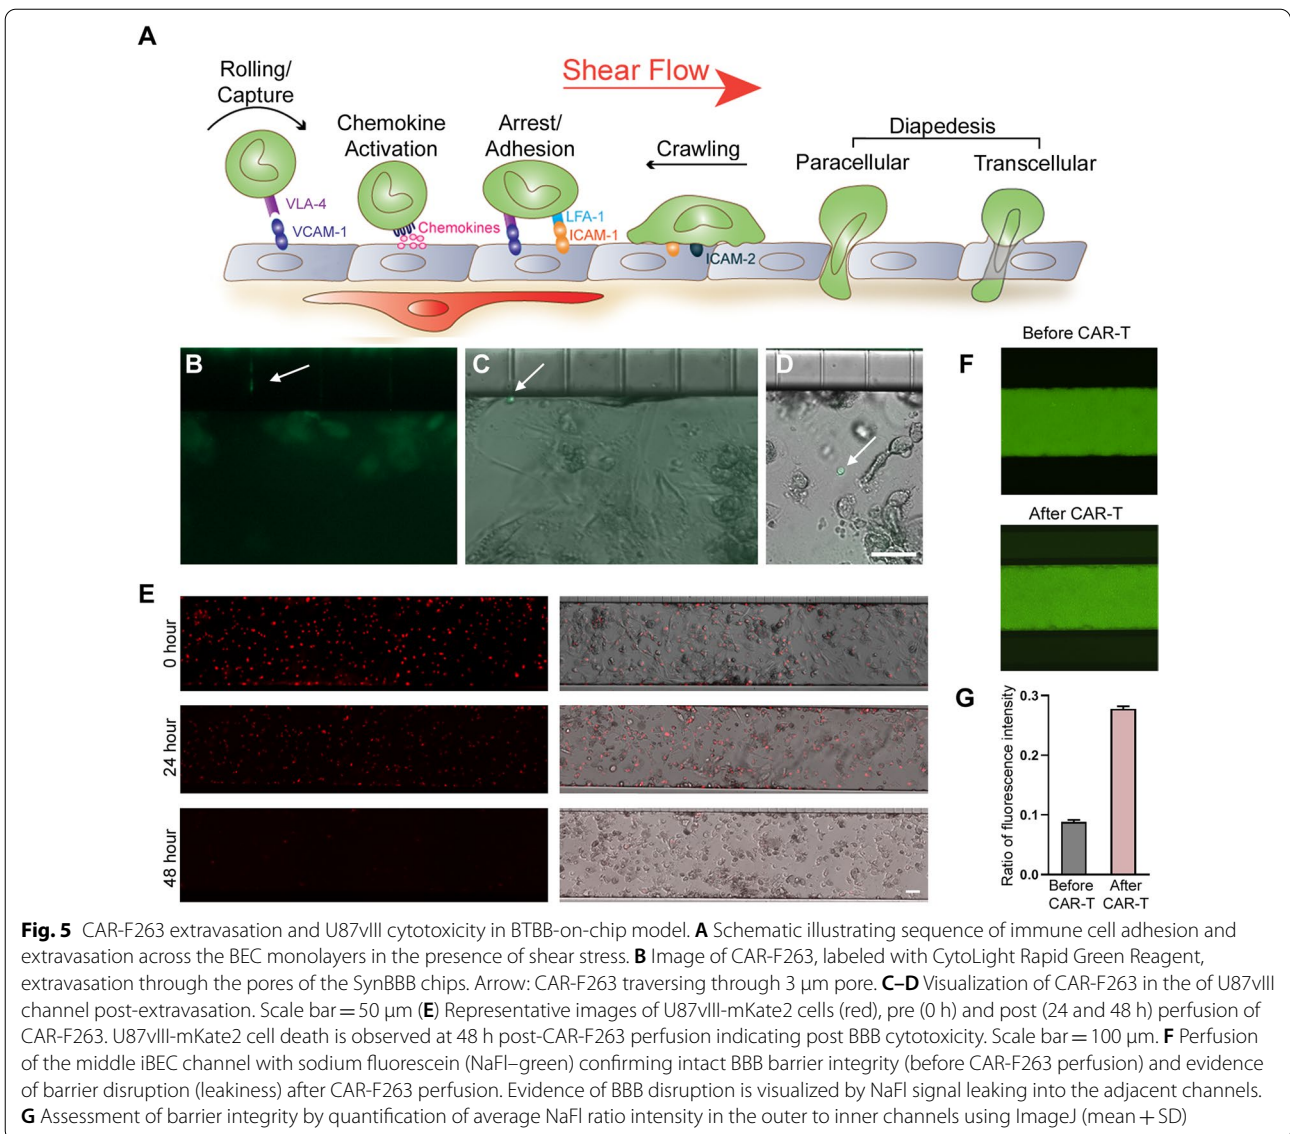 A
Rolling/
Capture
Chemokine
Activation
Arrest/
Adhesion
Shear Flow
Crawling
Diapedesis
Paracellular
Transcellular
VLA-4
VCAM-1
Chemokines
LFA-1
ICAM-1
ICAM-2
B
C
D
E
0 hour
24 hour
48 hour
F
Before CAR-T
After CAR-T
G
Ratio of fluorescence intensity
0.3
0.2
0.1
0.0
Before
CAR-T
After
CAR-T
Fig. 5 CAR-F263 extravasation and U87vIII cytotoxicity in BTBB-on-chip model. A Schematic illustrating sequence of immune cell adhesion and
extravasation across the BEC monolayers in the presence of shear stress. B Image of CAR-F263, labeled with CytoLight Rapid Green Reagent,
extravasation through the pores of the SynBBB chips. Arrow: CAR-F263 traversing through 3 μm pore. C–D Visualization of CAR-F263 in the of U87vIII
channel post-extravasation. Scale bar = 50 μm (E) Representative images of U87vIII-mKate2 cells (red), pre (0 h) and post (24 and 48 h) perfusion of
CAR-F263. U87vIII-mKate2 cell death is observed at 48 h post-CAR-F263 perfusion indicating post BBB cytotoxicity. Scale bar = 100 μm. F Perfusion
of the middle iBEC channel with sodium fluorescein (NaFl–green) confirming intact BBB barrier integrity (before CAR-F263 perfusion) and evidence
of barrier disruption (leakiness) after CAR-F263 perfusion. Evidence of BBB disruption is visualized by NaFl signal leaking into the adjacent channels.
G Assessment of barrier integrity by quantification of average NaFl ratio intensity in the outer to inner channels using ImageJ (mean + SD)